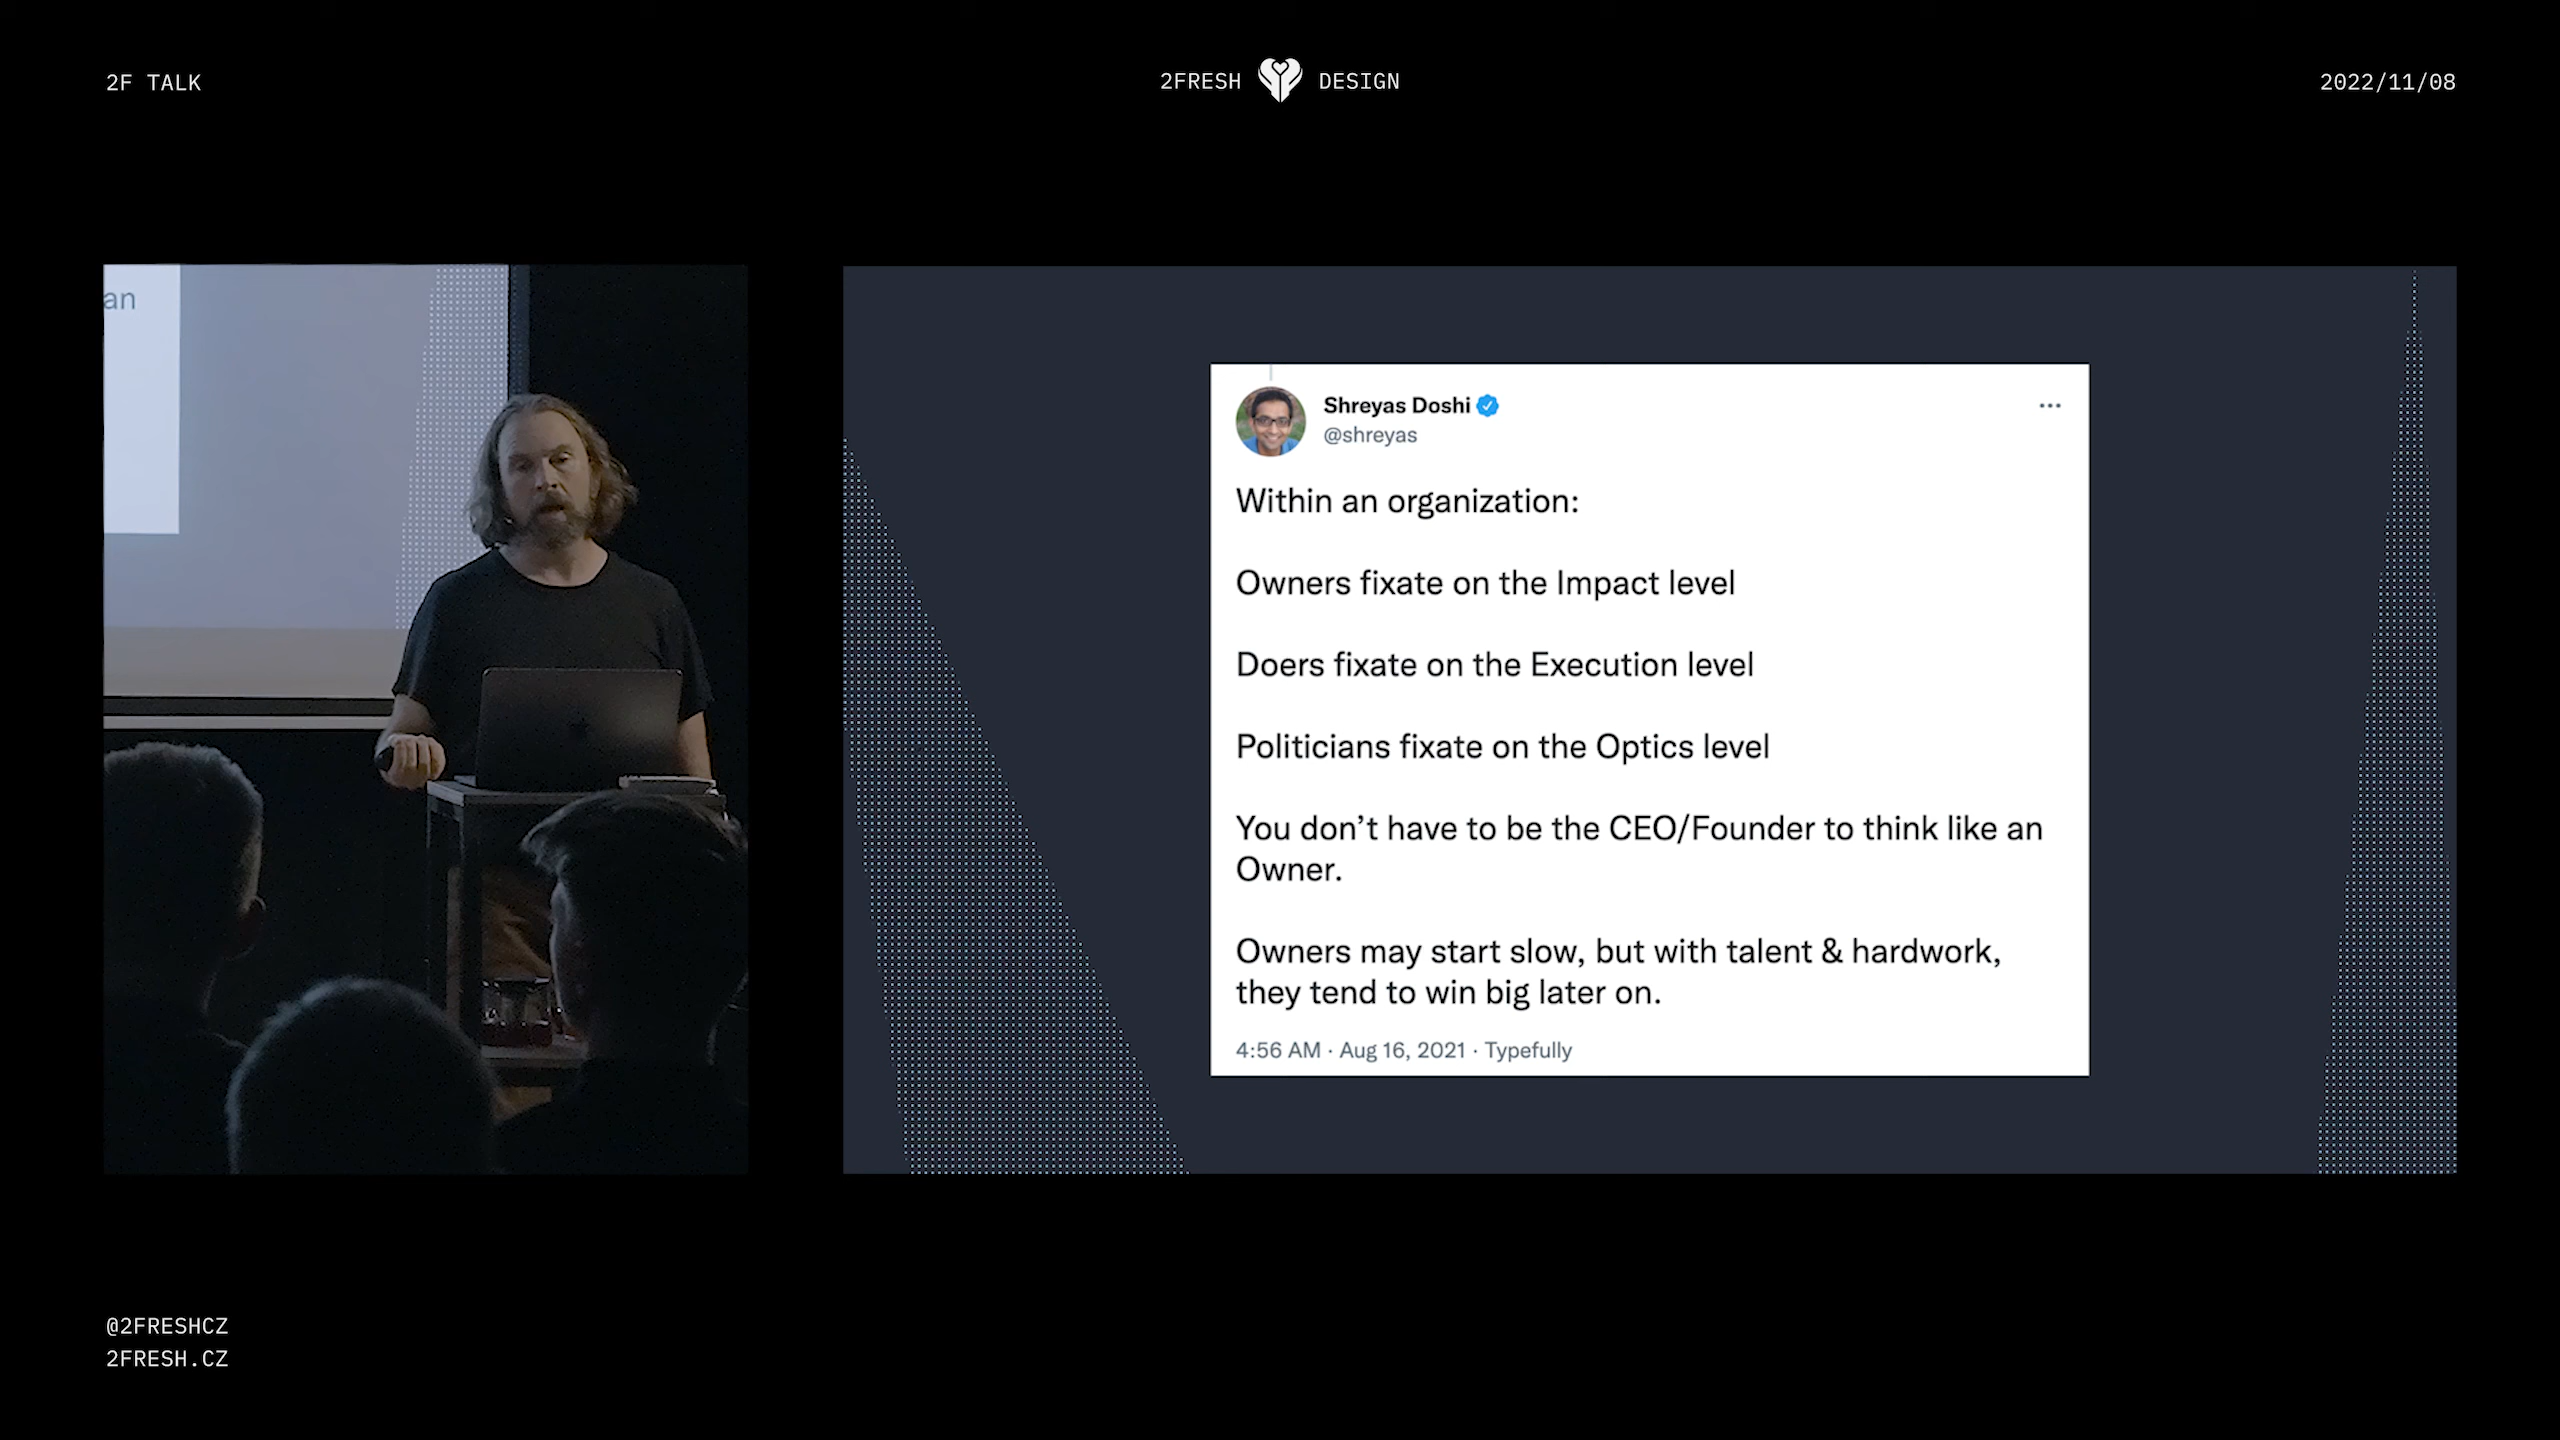 2F TALK
2FRESH DESIGN
2022/11/08
an
Shreyas Doshi
@shreyas
Within an organization:
Owners fixate on the Impact level
Doers fixate on the Execution level
Politicians fixate on the Optics level
You don’t have to be the CEO/Founder to think like an
Owner.
Owners may start slow, but with talent & hardwork,
they tend to win big later on.
4:56 AM · Aug 16, 2021 · Typefully
@2FRESHCZ
2FRESH.CZ